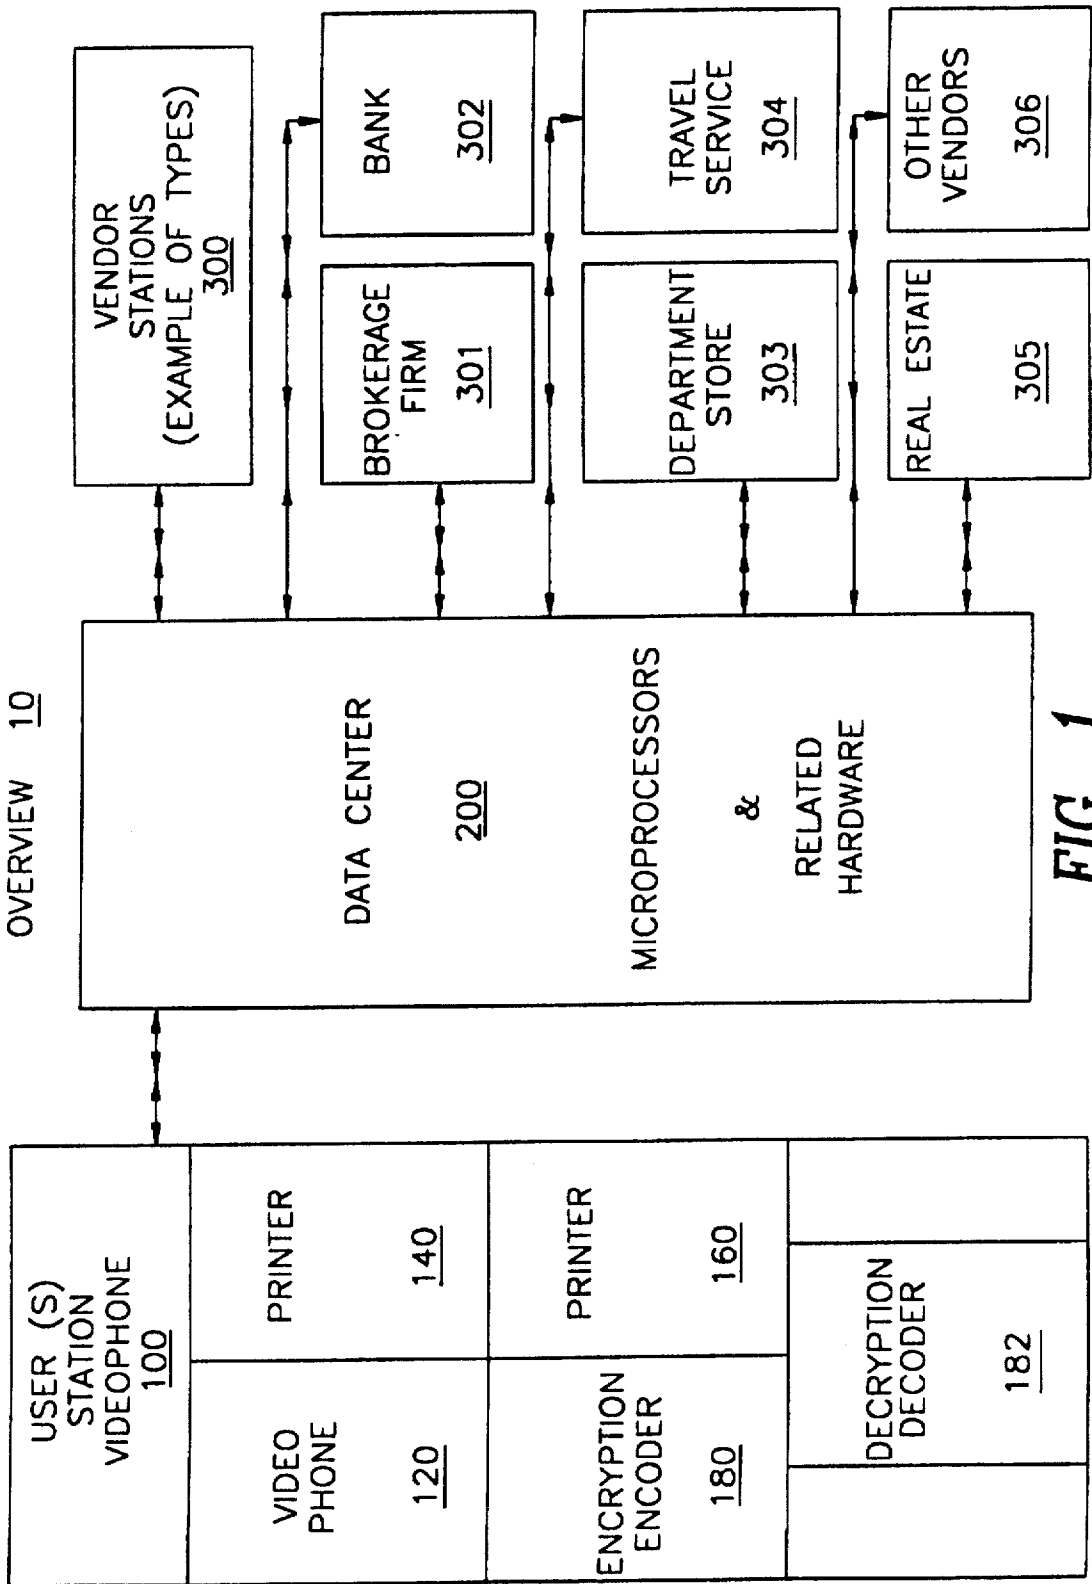 OVERVIEW 10
USER (S)
STATION
VIDEOPHONE
100
VIDEO
PHONE
120
PRINTER
140
ENCRYPTION
ENCODER
180
PRINTER
160
DECRYPTION
DECODER
182
DATA CENTER
200
MICROPROCESSORS
&
RELATED
HARDWARE
VENDOR
STATIONS
(EXAMPLE OF TYPES)
300
BROKERAGE
FIRM
301
BANK
302
DEPARTMENT
STORE
303
TRAVEL
SERVICE
304
REAL ESTATE
305
OTHER
VENDORS
306
FIG. 1